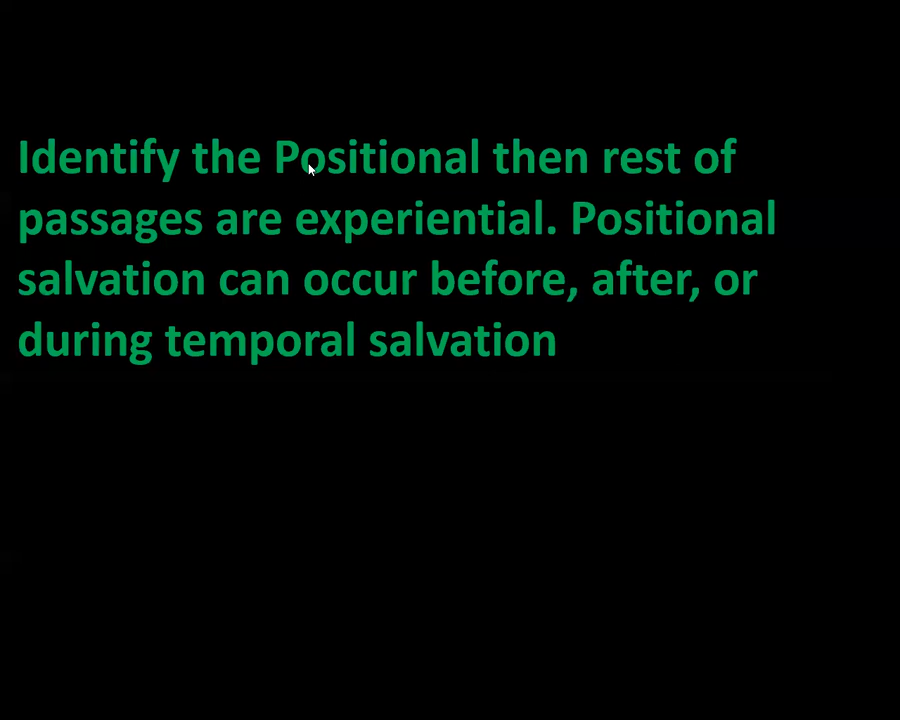 Identify the Positional then rest of
passages are experiential. Positional
salvation can occur before, after, or
during temporal salvation